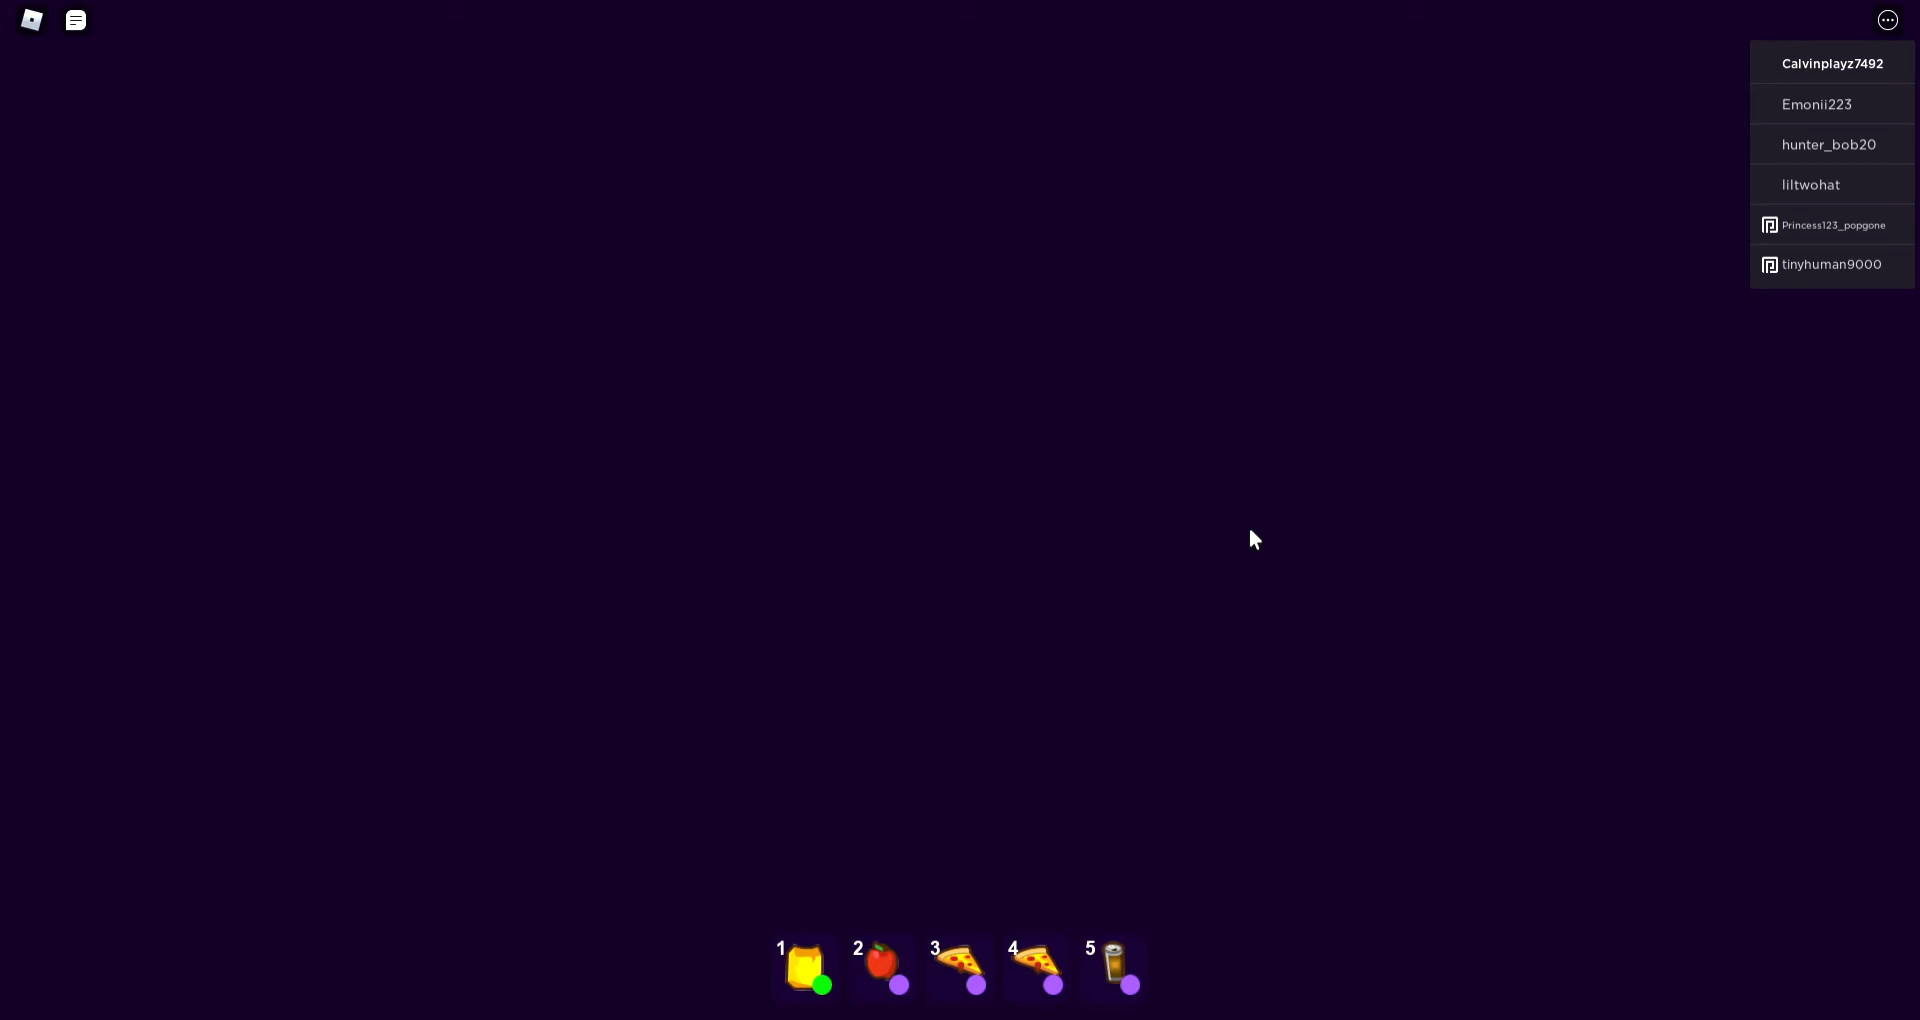 Calvinplayz7492
Emonii223
hunter_bob20
liltwohat
Princess123_popgone
tinyhuman9000
1 2 3 4 5